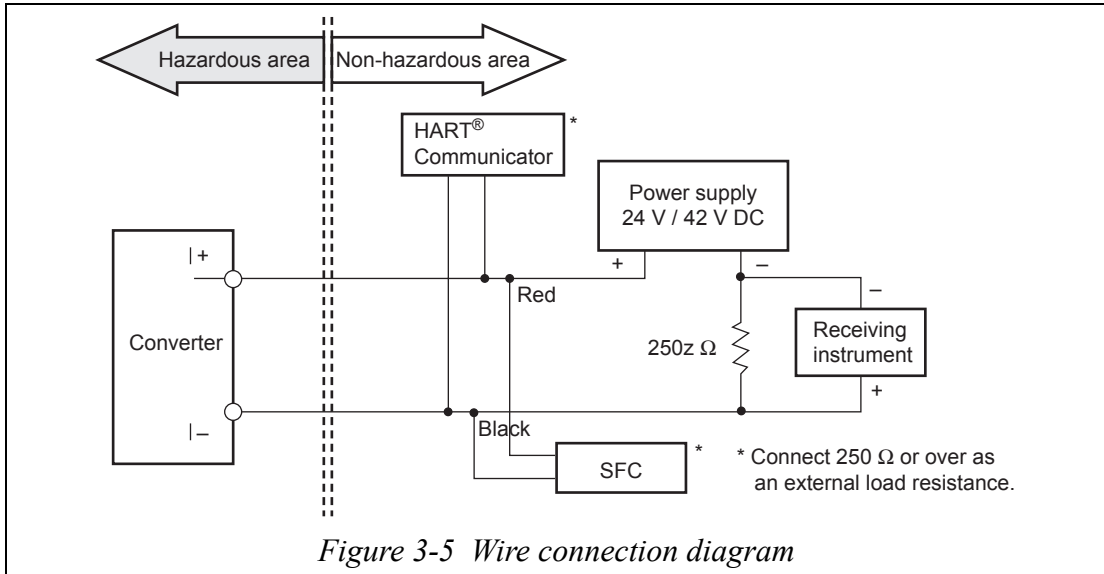 Hazardous area Non-hazardous area
HART® *
Communicator
Power supply
24 V / 42 V DC
|+
+ –
Red
–
Converter
250z Ω
Receiving
instrument
+
|–
Black
SFC *
* Connect 250 Ω or over as
an external load resistance.
Figure 3-5 Wire connection diagram